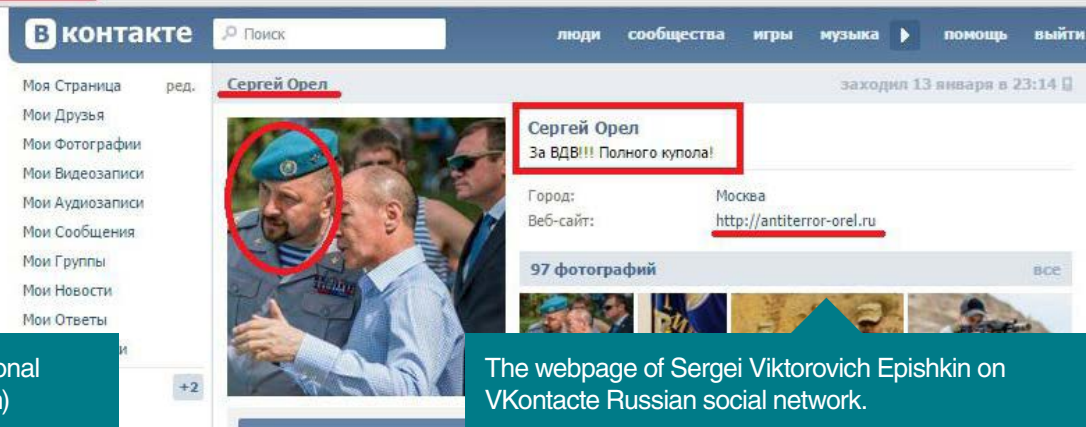 В контакте
Поиск
люди сообщества игры музыка помощь выйти
Моя Страница ред.
Мои Друзья
Мои Фотографии
Мои Видеозаписи
Мои Аудиозаписи
Мои Сообщения
Мои Группы
Мои Новости
Мои Ответы
+2
Сергей Орел
заходил 13 января в 23:14
Сергей Орел
За ВДВ!!! Полного купола!
Город: Москва
Веб-сайт: http://antiterror-orel.ru
97 фотографий все
The webpage of Sergei Viktorovich Epishkin on
VKontacte Russian social network.